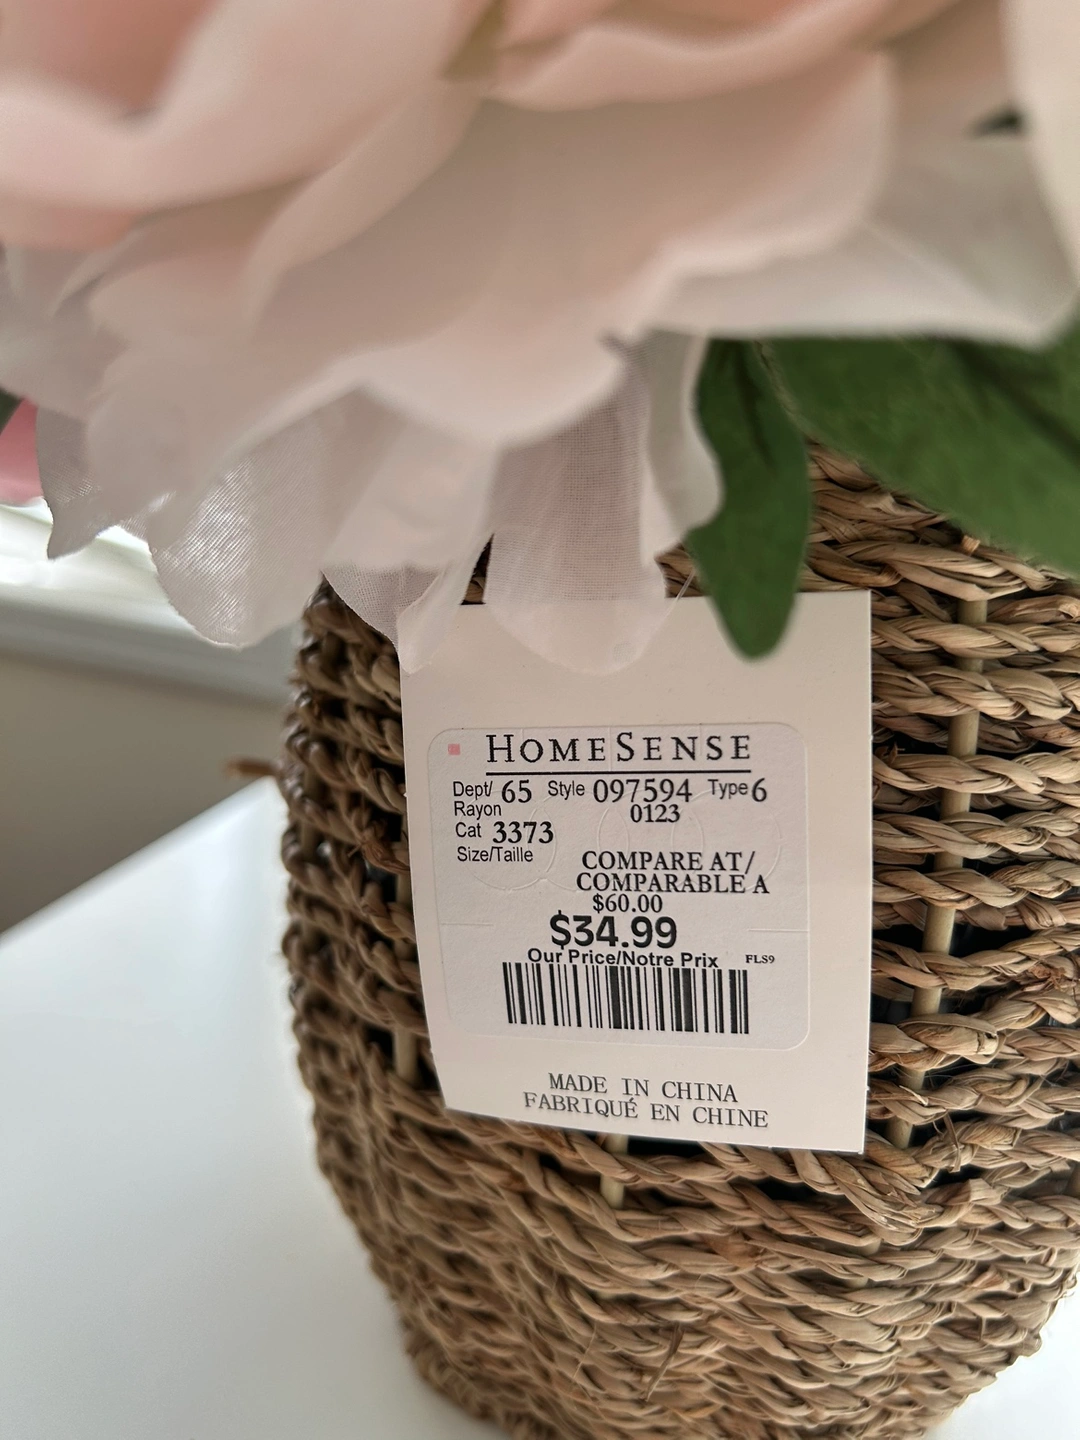 HOMESENSE
Dept/ 65 Style 097594 Type 6
Rayon 0123
Cat 3373
Size/Taille
COMPARE AT/
COMPARABLE A
$60.00
$34.99
Our Price/Notre Prix FLS9
MADE IN CHINA
FABRIQUÉ EN CHINE